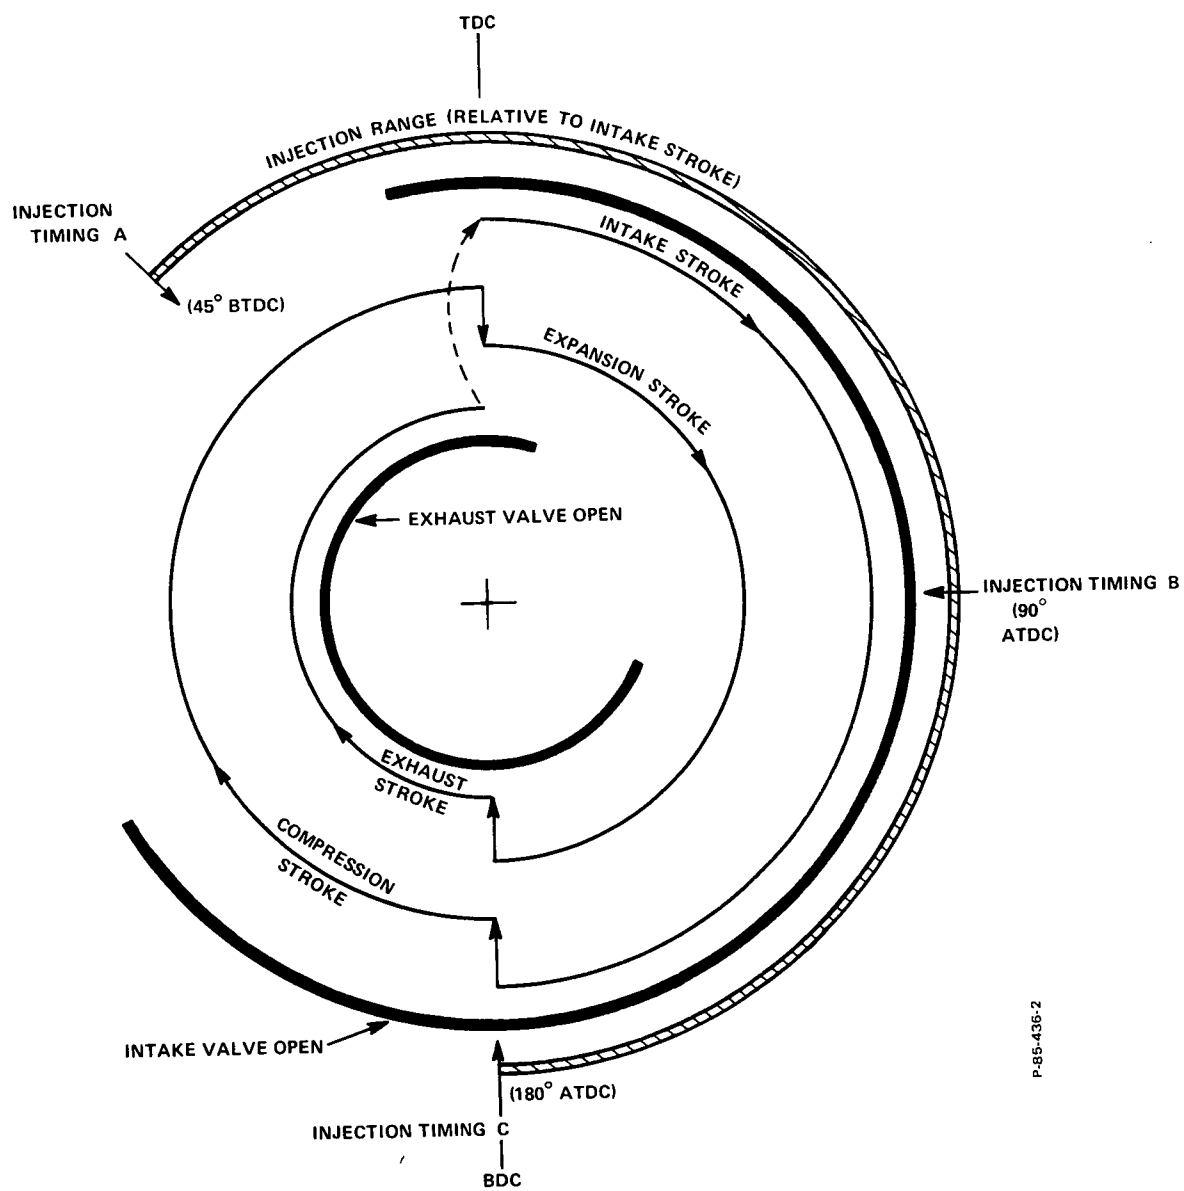 TDC
INJECTION RANGE (RELATIVE TO INTAKE STROKE)
INJECTION
TIMING A
(45° BTDC)
INTAKE STROKE
EXPANSION STROKE
EXHAUST VALVE OPEN
INJECTION TIMING B
(90°
ATDC)
EXHAUST
STROKE
COMPRESSION
STROKE
INTAKE VALVE OPEN
(180° ATDC)
INJECTION TIMING C
BDC
P-85-436-2